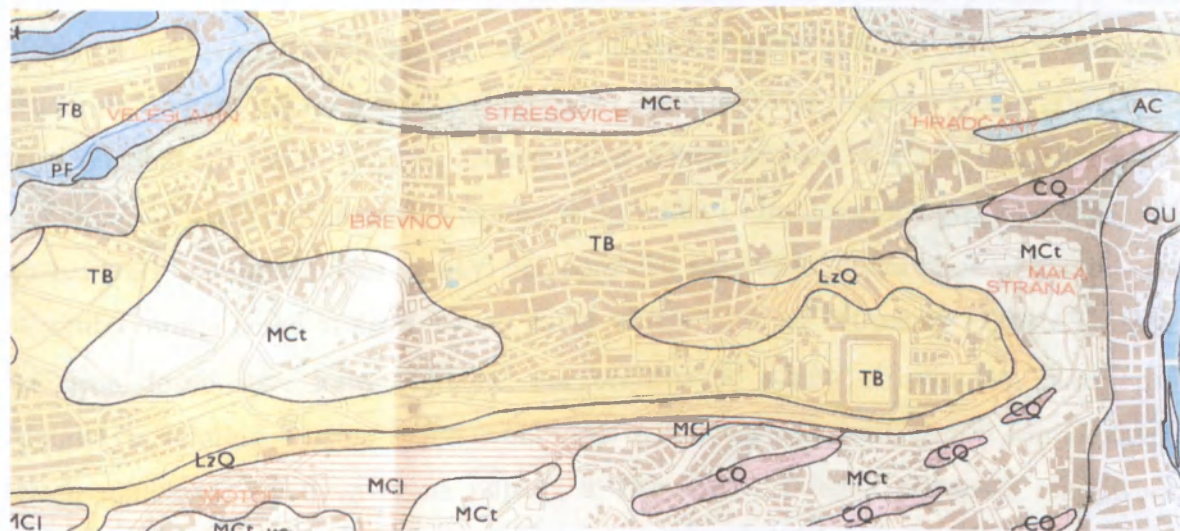 TB
VELESLAVÍN
STŘEŠOVICE
MCt
HRADČANY
AC
PF
CQ
BŘEVNOV
TB
QU
TB
LzQ
MCt
MALÁ
STRANA
MCt
TB
CQ
MCl
CQ
LzQ
MCl
CQ
MCt
MOTOL
MCl
MCt
CQ
CQ